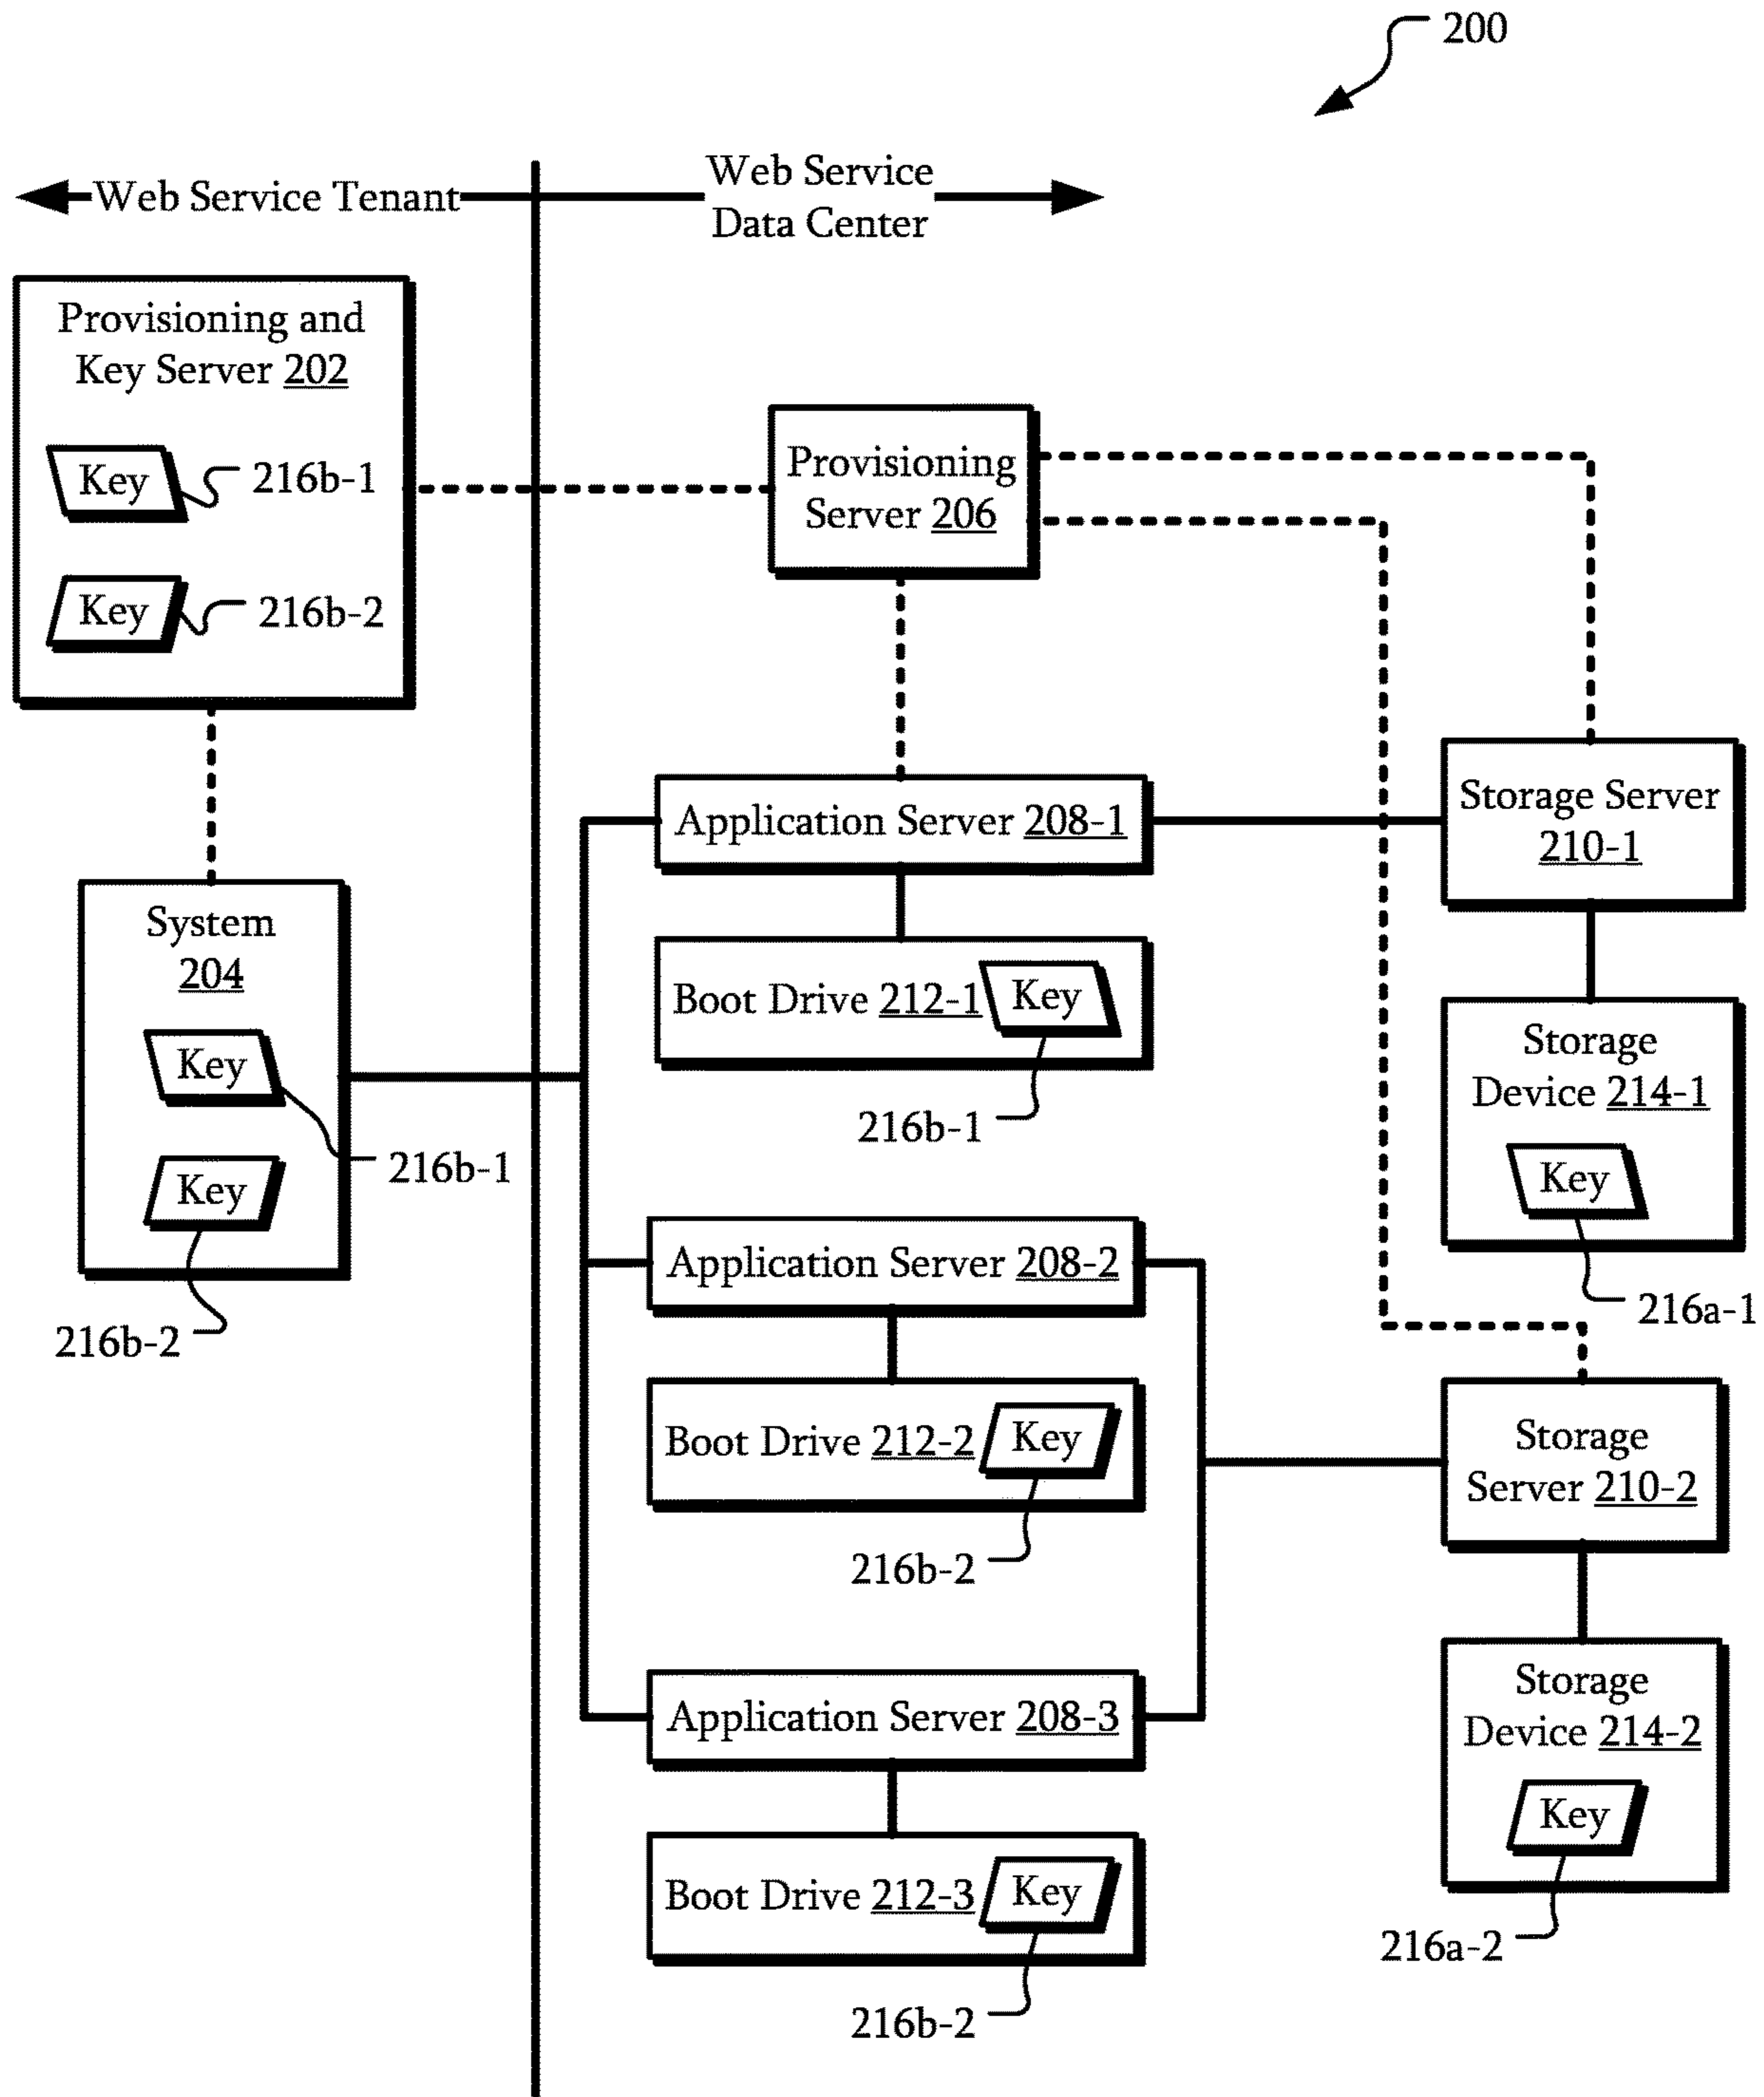 200
Web Service Tenant
Web Service
Data Center
Provisioning and
Key Server 202
Key
216b-1
Key
216b-2
Provisioning
Server 206
Application Server 208-1
Storage Server
210-1
System
204
Key
216b-1
Key
216b-2
Boot Drive 212-1
Key
216b-1
Storage
Device 214-1
Key
216a-1
Application Server 208-2
Boot Drive 212-2
Key
216b-2
Storage
Server 210-2
Application Server 208-3
Storage
Device 214-2
Key
216a-2
Boot Drive 212-3
Key
216b-2